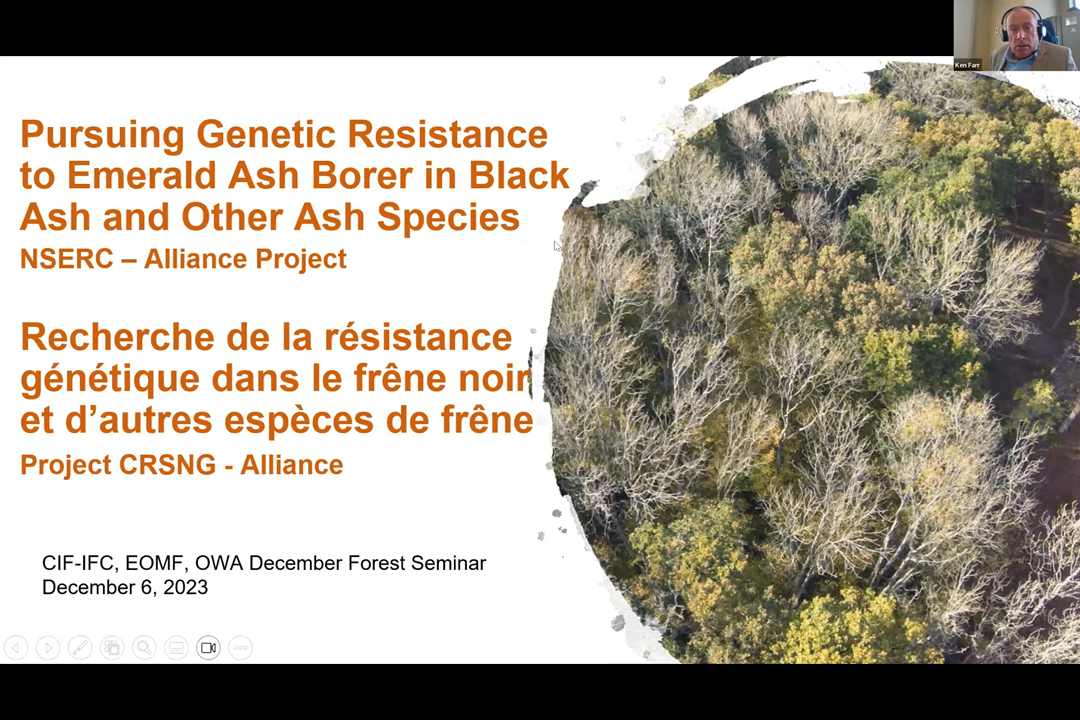 Ken Farr
Pursuing Genetic Resistance
to Emerald Ash Borer in Black
Ash and Other Ash Species
NSERC – Alliance Project
Recherche de la résistance
génétique dans le frêne noir
et d’autres espèces de frêne
Project CRSNG - Alliance
CIF-IFC, EOMF, OWA December Forest Seminar
December 6, 2023